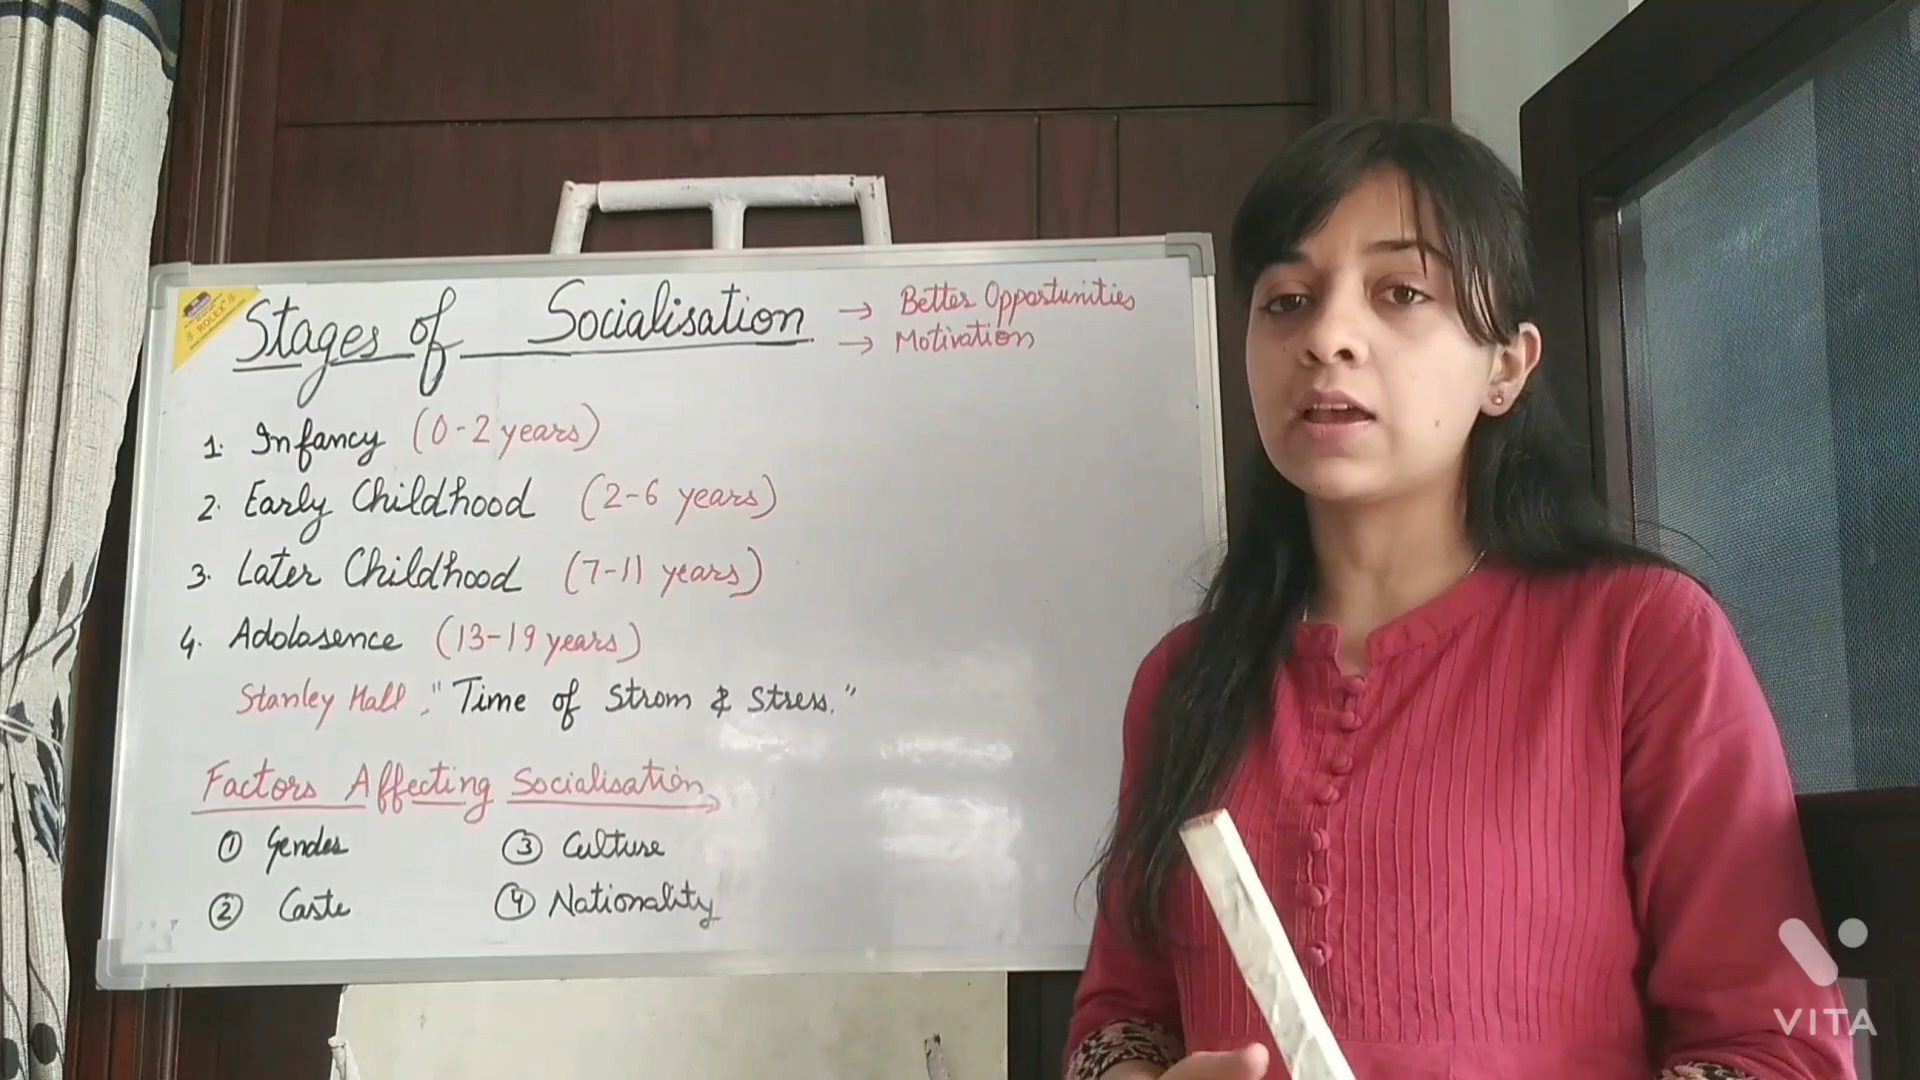 Stages of Socialisation
→ Better Opportunities
→ Motivation
1. Infancy (0-2 years)
2. Early Childhood (2-6 years)
3. Later Childhood (7-11 years)
4. Adolasence (13-19 years)
Stanley Hall, "Time of Strom & Stress."
Factors Affecting Socialisation
① Gender
③ Culture
② Caste
④ Nationality
ROLEX
VITA